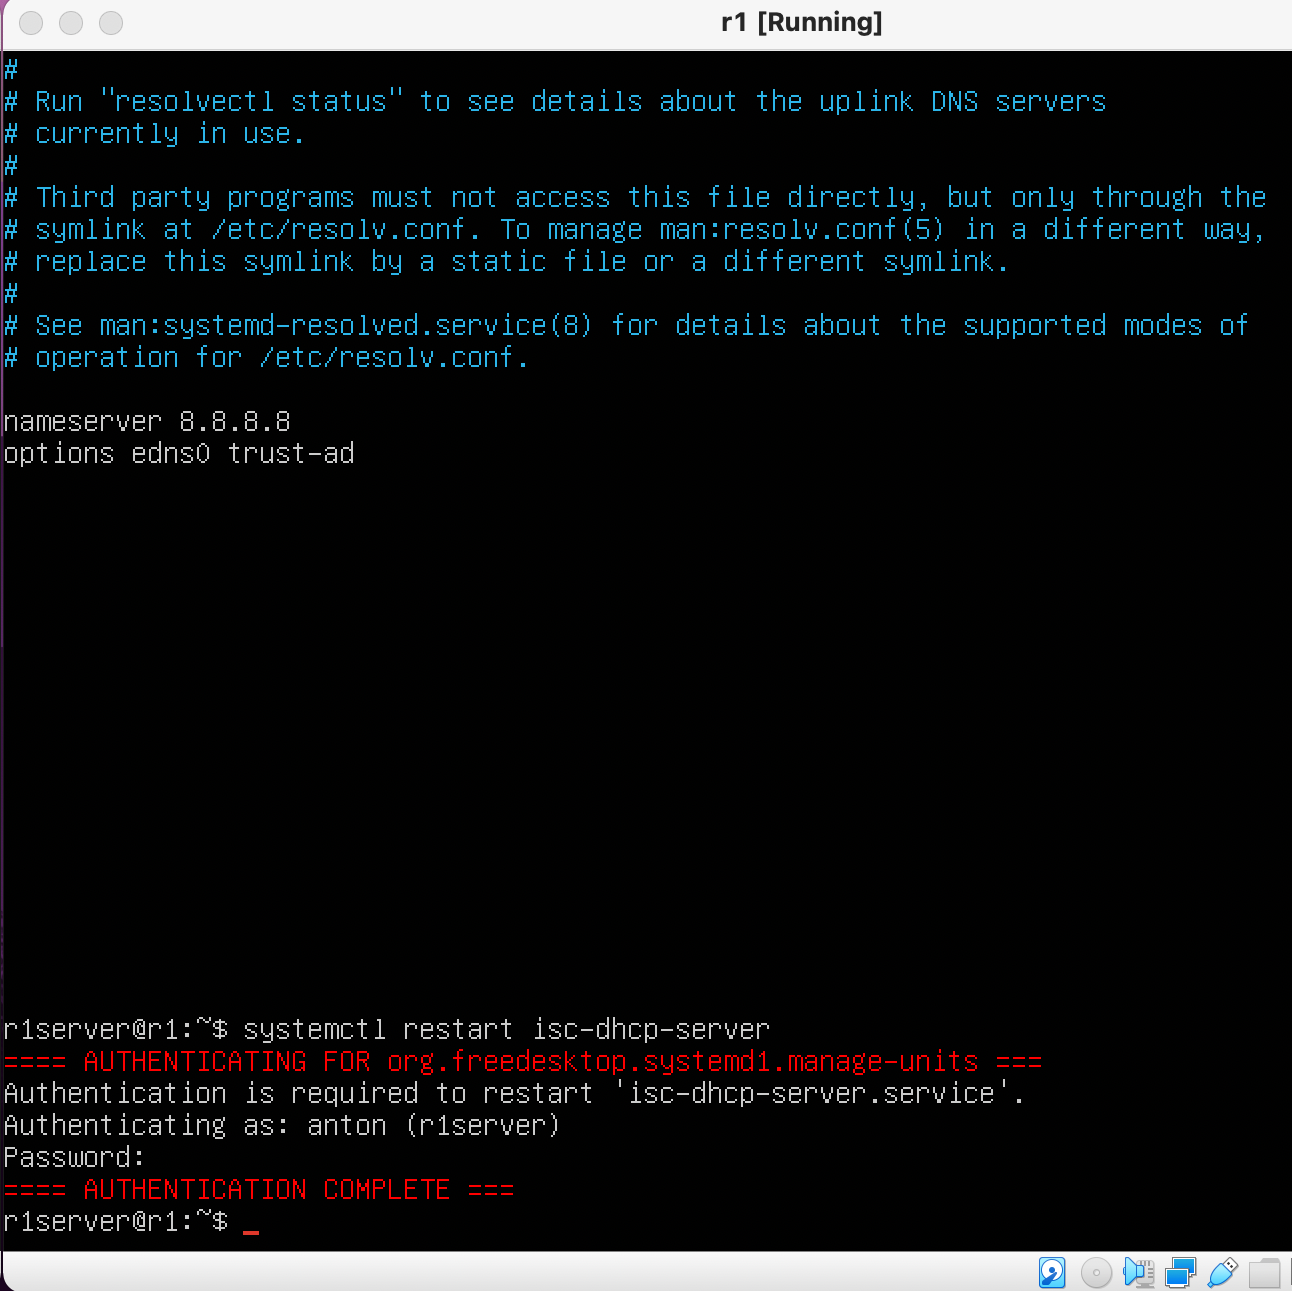 r1 [Running]
#
# Run "resolvectl status" to see details about the uplink DNS servers
# currently in use.
#
# Third party programs must not access this file directly, but only through the
# symlink at /etc/resolv.conf. To manage man:resolv.conf(5) in a different way,
# replace this symlink by a static file or a different symlink.
#
# See man:systemd-resolved.service(8) for details about the supported modes of
# operation for /etc/resolv.conf.
nameserver 8.8.8.8
options edns0 trust-ad
r1server@r1:~$ systemctl restart isc-dhcp-server
==== AUTHENTICATING FOR org.freedesktop.systemd1.manage-units ===
Authentication is required to restart 'isc-dhcp-server.service'.
Authenticating as: anton (r1server)
Password:
==== AUTHENTICATION COMPLETE ===
r1server@r1:~$ _